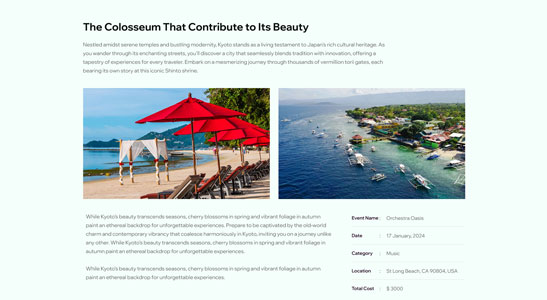 The Colosseum That Contribute to Its Beauty
Nestled amidst serene temples and bustling modernity, Kyoto stands as a living testament to Japan's rich cultural heritage. As
you wander through its enchanting streets, you'll discover a city that seamlessly blends tradition with innovation, offering a
tapestry of experiences for every traveler. Embark on a mesmerizing journey through thousands of vermilion torii gates, each
bearing its own story at this iconic Shinto shrine.
While Kyoto's beauty transcends seasons, cherry blossoms in spring and vibrant foliage in autumn
paint an ethereal backdrop for unforgettable experiences. Prepare to be captivated by the old-world
charm and contemporary vibrancy that coalesce harmoniously in Kyoto, inviting you on a journey unlike
any other. While Kyoto's beauty transcends seasons, cherry blossoms in spring and vibrant foliage in
autumn paint an ethereal backdrop for unforgettable experiences.
While Kyoto's beauty transcends seasons, cherry blossoms in spring and vibrant foliage in autumn
paint an ethereal backdrop for unforgettable experiences.
Event Name : Orchestra Oasis
Date : 17 January, 2024
Category : Music
Location : St Long Beach, CA 90804, USA
Total Cost : $ 3000